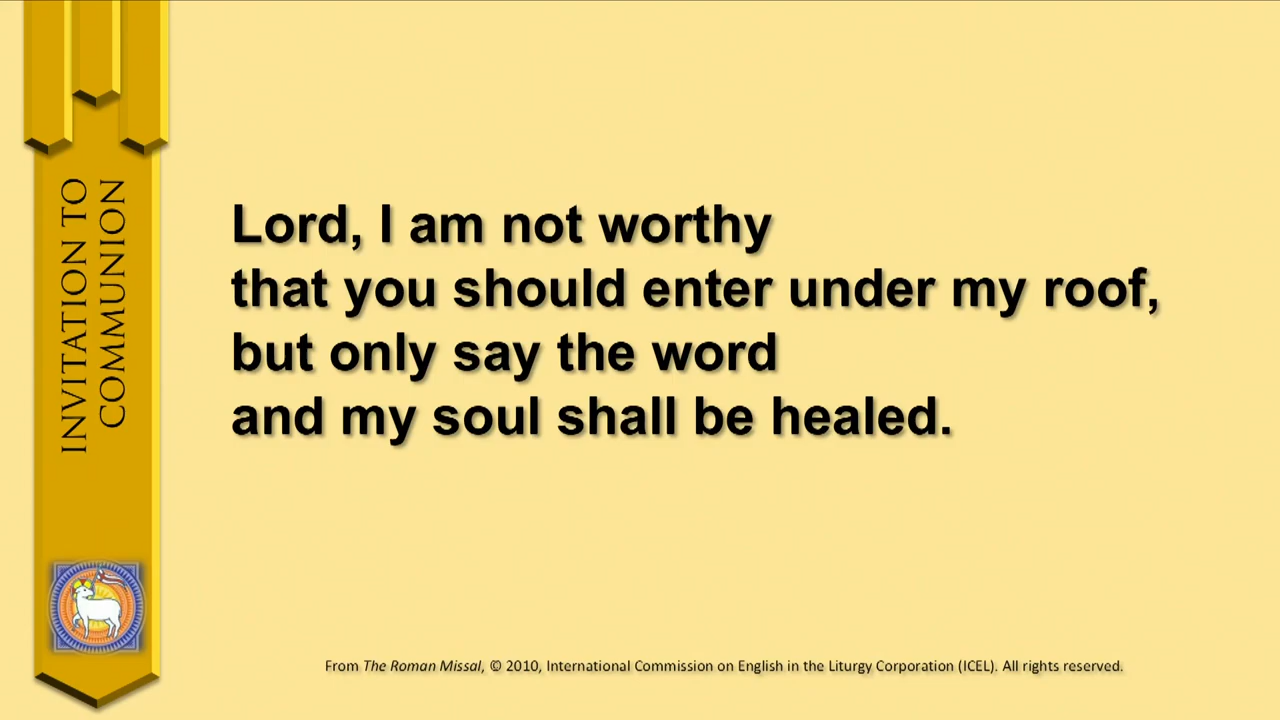 INVITATION TO
COMMUNION
Lord, I am not worthy
that you should enter under my roof,
but only say the word
and my soul shall be healed.
From The Roman Missal, © 2010, International Commission on English in the Liturgy Corporation (ICEL). All rights reserved.